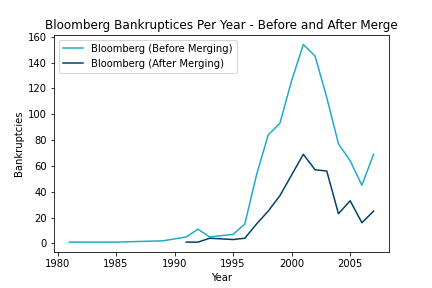 Bloomberg Bankruptices Per Year - Before and After Merge
Bloomberg (Before Merging)
Bloomberg (After Merging)
Bankruptcies
160
140
120
100
80
60
40
20
0
1980 1985 1990 1995 2000 2005
Year